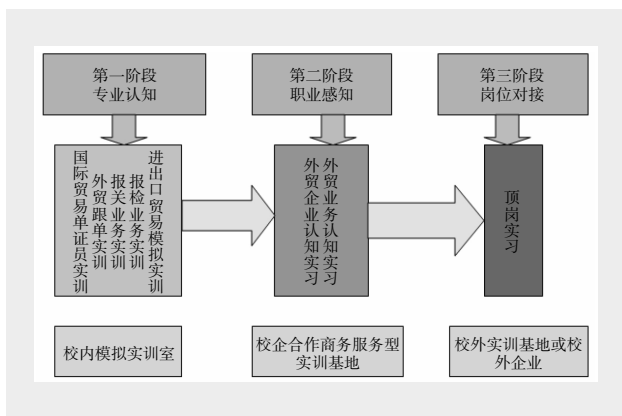 第一阶段
专业认知
第二阶段
职业感知
第三阶段
岗位对接
国际贸易单证员实训
外贸跟单实训
报关业务实训
报检业务实训
进出口贸易模拟实训
外贸企业认知实习
外贸业务认知实习
顶岗实习
校内模拟实训室
校企合作商务服务型
实训基地
校外实训基地或校
外企业